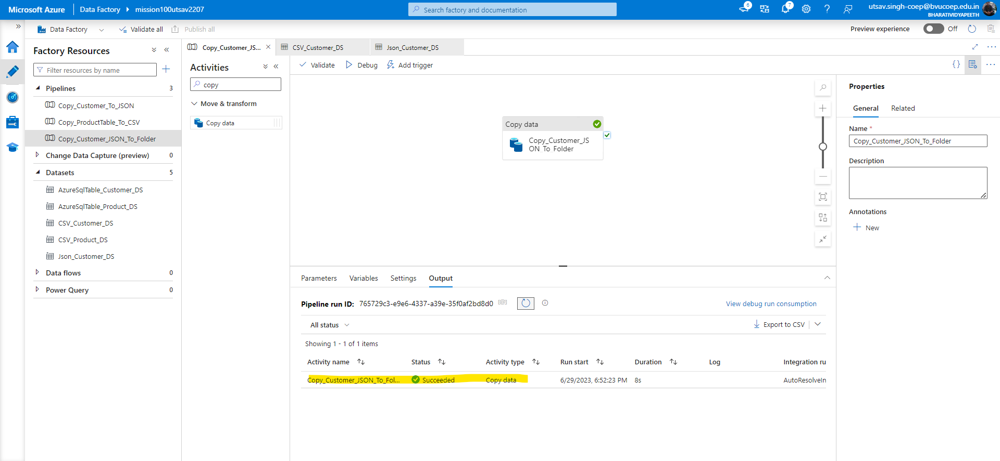 Microsoft Azure
Data Factory
mission100utsav2207
Search factory and documentation
6
7
?
utsav.singh-coep@bvucoep.edu.in
BHARATIVIDYAPEETH
Data Factory
Validate all
Publish all
Preview experience
Off
Factory Resources
Filter resources by name
Pipelines 3
Copy_Customer_To_JSON
Copy_ProductTable_To_CSV
Copy_Customer_JSON_To_Folder
Change Data Capture (preview) 0
Datasets 5
AzureSqlTable_Customer_DS
AzureSqlTable_Product_DS
CSV_Customer_DS
CSV_Product_DS
Json_Customer_DS
Data flows 0
Power Query 0
Copy_Customer_JS...
CSV_Customer_DS
Json_Customer_DS
Activities
copy
Move & transform
Copy data
Validate
Debug
Add trigger
{}
Copy data
Copy_Customer_JS
ON_To_Folder
Properties
General
Related
Name *
Copy_Customer_JSON_To_Folder
Description
Annotations
New
Parameters
Variables
Settings
Output
Pipeline run ID: 765729c3-e9e6-4337-a39e-35f0af2bd8d0 [@]
View debug run consumption
All status
Export to CSV
Showing 1 - 1 of 1 items
Activity name Status Activity type Run start Duration Log Integration ru
Copy_Customer_JSON_To_Fol... Succeeded Copy data 6/29/2023, 6:52:23 PM 8s AutoResolveIn